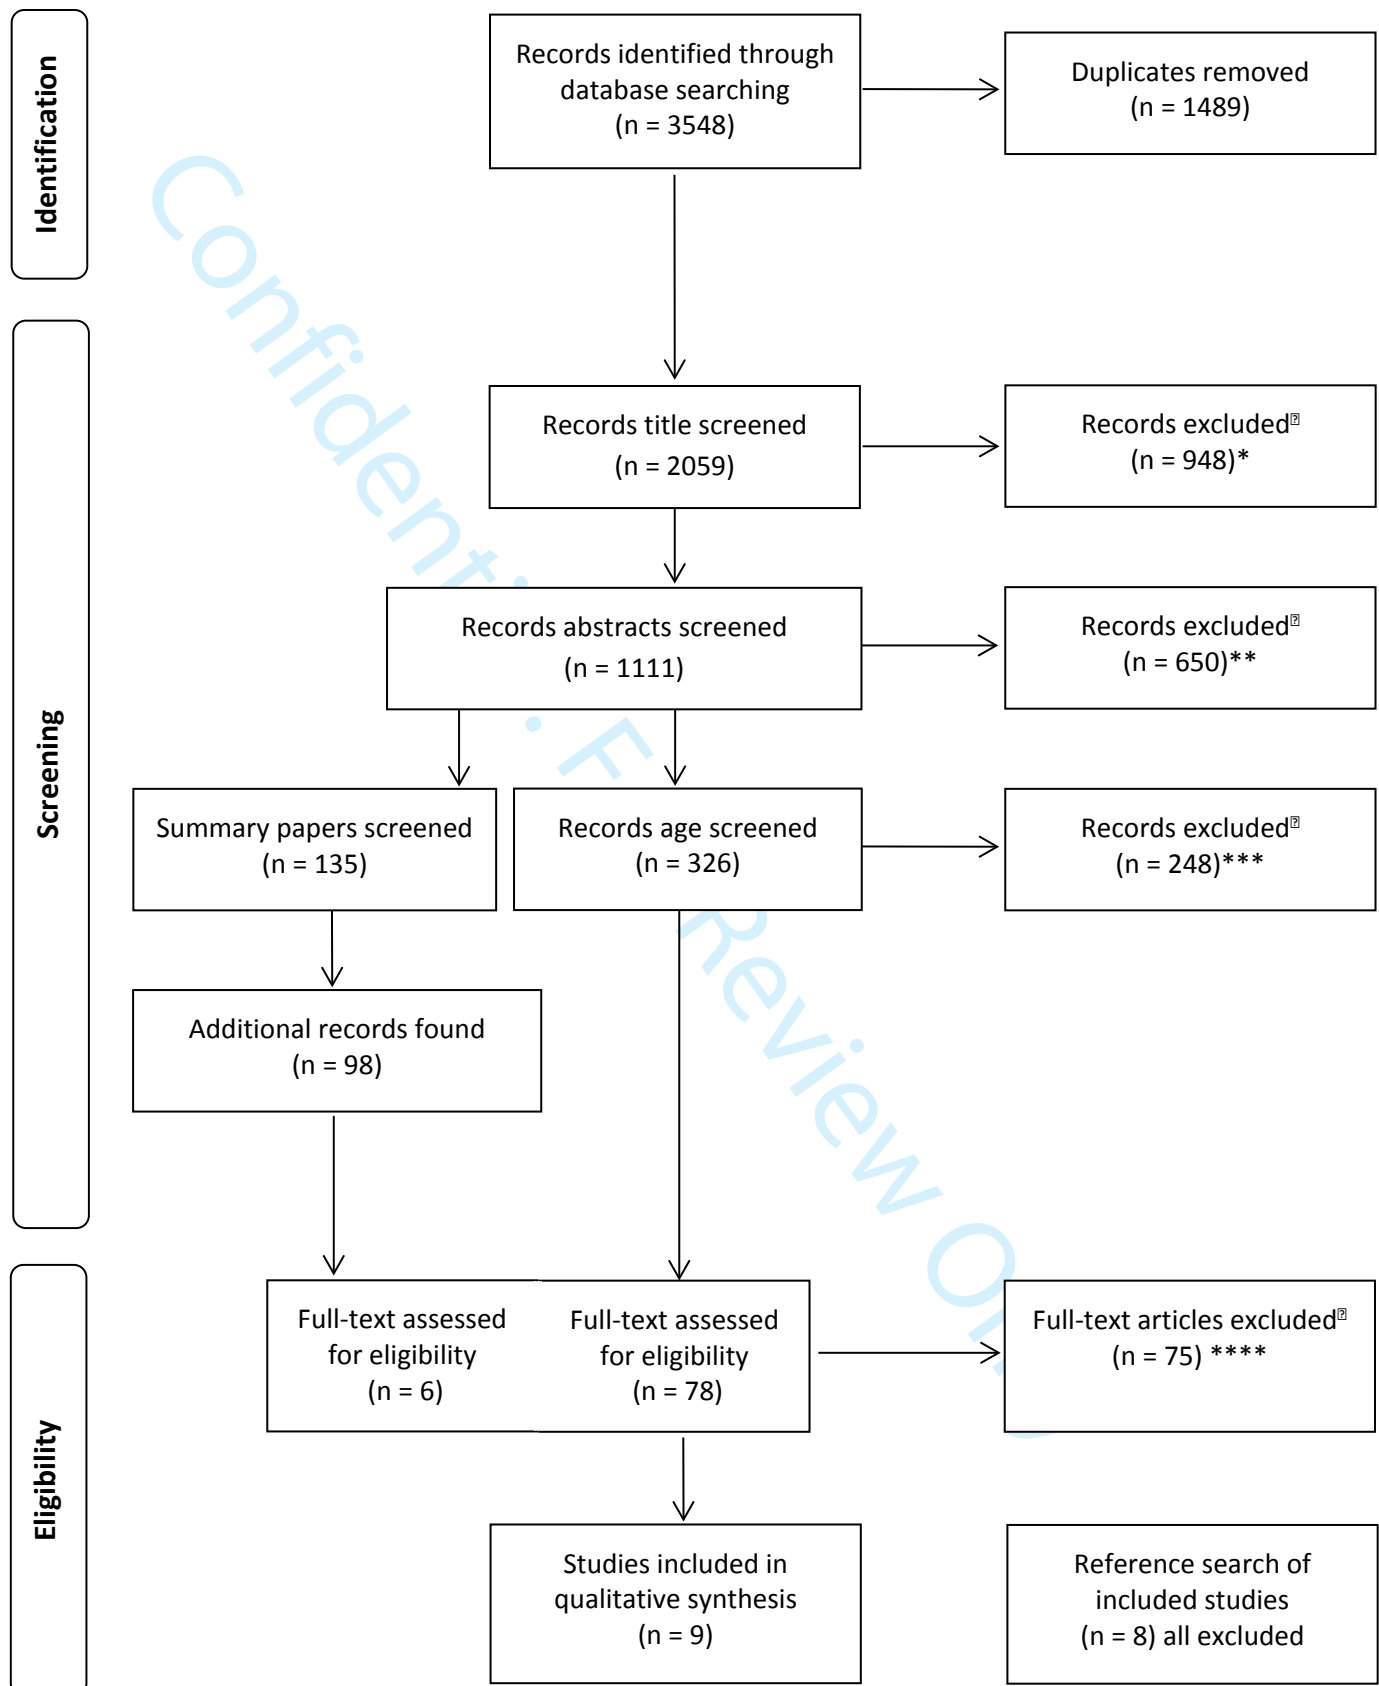 Identification
Records identified through
database searching
(n = 3548)
Duplicates removed
(n = 1489)
Screening
Records title screened
(n = 2059)
Records excluded
(n = 948)*
Records abstracts screened
(n = 1111)
Records excluded
(n = 650)**
Summary papers screened
(n = 135)
Records age screened
(n = 326)
Records excluded
(n = 248)***
Additional records found
(n = 98)
Eligibility
Full-text assessed
for eligibility
(n = 6)
Full-text assessed
for eligibility
(n = 78)
Full-text articles excluded
(n = 75) ****
Studies included in
qualitative synthesis
(n = 9)
Reference search of
included studies
(n = 8) all excluded
Confidenti : F Review On